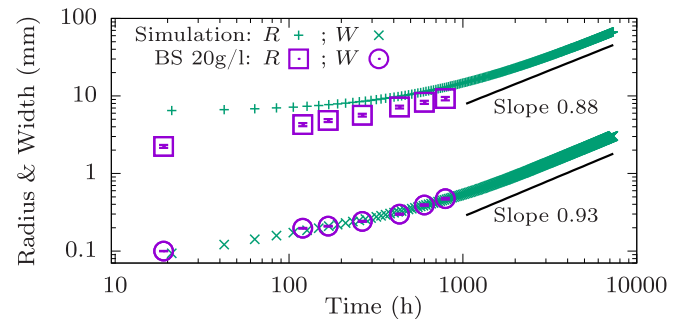 Simulation: R + ; W ×
BS 20g/l: R ; W
Radius & Width (mm)
100
10
1
0.1
Slope 0.88
Slope 0.93
10
100
1000
10000
Time (h)